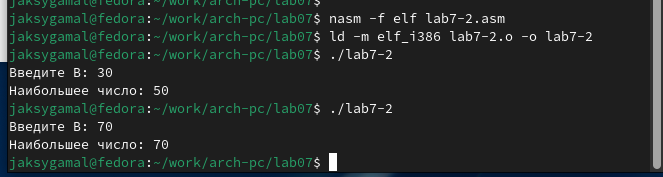 jaksygamal@fedora:~/work/arch-pc/lab07$ nasm -f elf lab7-2.asm
jaksygamal@fedora:~/work/arch-pc/lab07$ ld -m elf_i386 lab7-2.o -o lab7-2
jaksygamal@fedora:~/work/arch-pc/lab07$ ./lab7-2
Введите B: 30
Наибольшее число: 50
jaksygamal@fedora:~/work/arch-pc/lab07$ ./lab7-2
Введите B: 70
Наибольшее число: 70
jaksygamal@fedora:~/work/arch-pc/lab07$